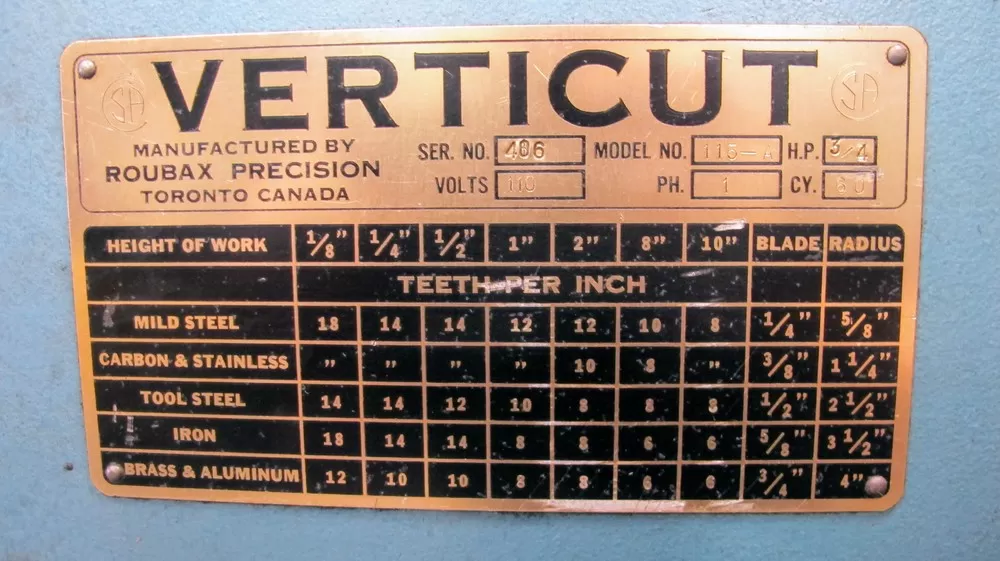 VERTICUT
SA
SA
MANUFACTURED BY
ROUBAX PRECISION
TORONTO CANADA
SER. NO. 486 MODEL NO. 115-A H.P. 3/4
VOLTS 110 PH. 1 CY. 60
HEIGHT OF WORK 1/8" 1/4" 1/2" 1" 2" 8" 10" BLADE RADIUS
TEETH PER INCH
MILD STEEL 18 14 14 12 12 10 8 1/4" 5/8"
CARBON & STAINLESS " " " " 10 8 " 3/8" 1 1/4"
TOOL STEEL 14 14 12 10 8 8 8 1/2" 2 1/2"
IRON 18 14 14 8 8 6 6 5/8" 3 1/2"
BRASS & ALUMINUM 12 10 10 8 8 6 6 3/4" 4"